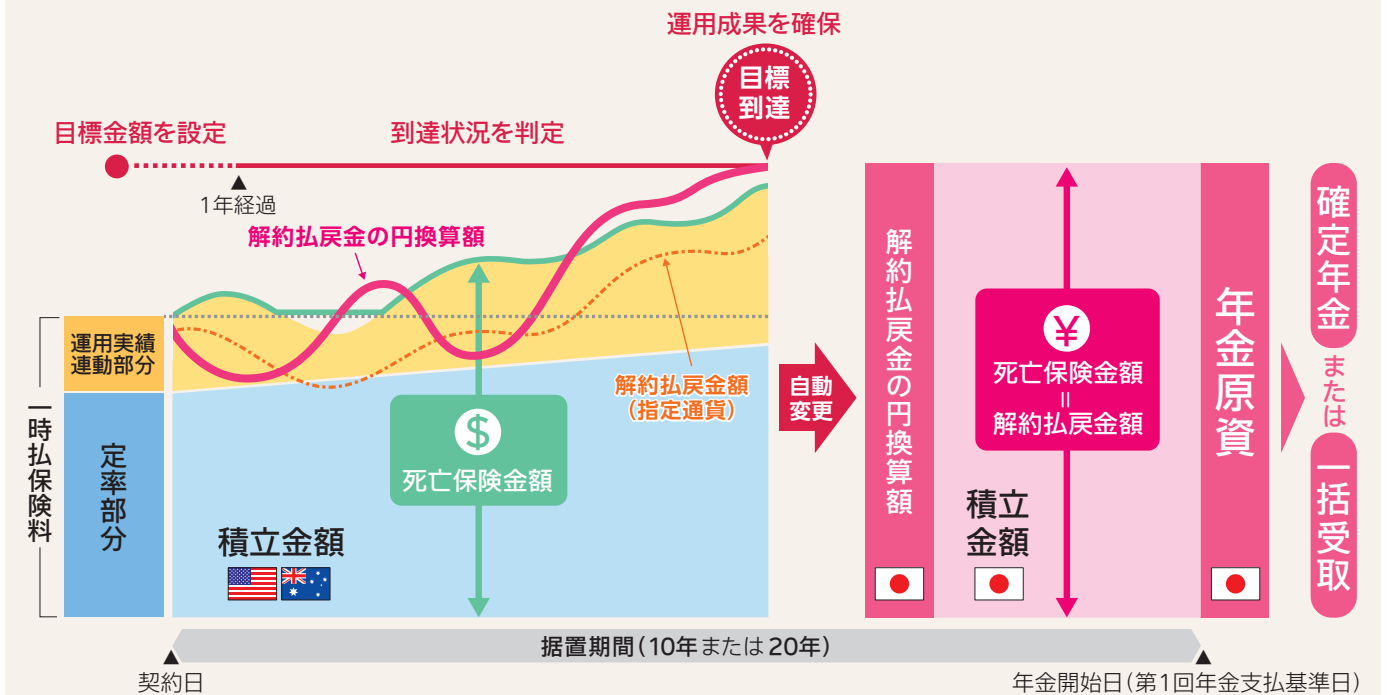 運用成果を確保
目標
到達
目標金額を設定
到達状況を判定
1年経過
解約払戻金の円換算額
運用実績
連動部分
一時払保険料
定率部分
解約払戻金額
(指定通貨)
$
死亡保険金額
積立金額
自動
変更
解約払戻金の円換算額
¥
死亡保険金額
=
解約払戻金額
積立
金額
年金原資
確定年金
または
一括受取
据置期間(10年または20年)
契約日
年金開始日(第1回年金支払基準日)